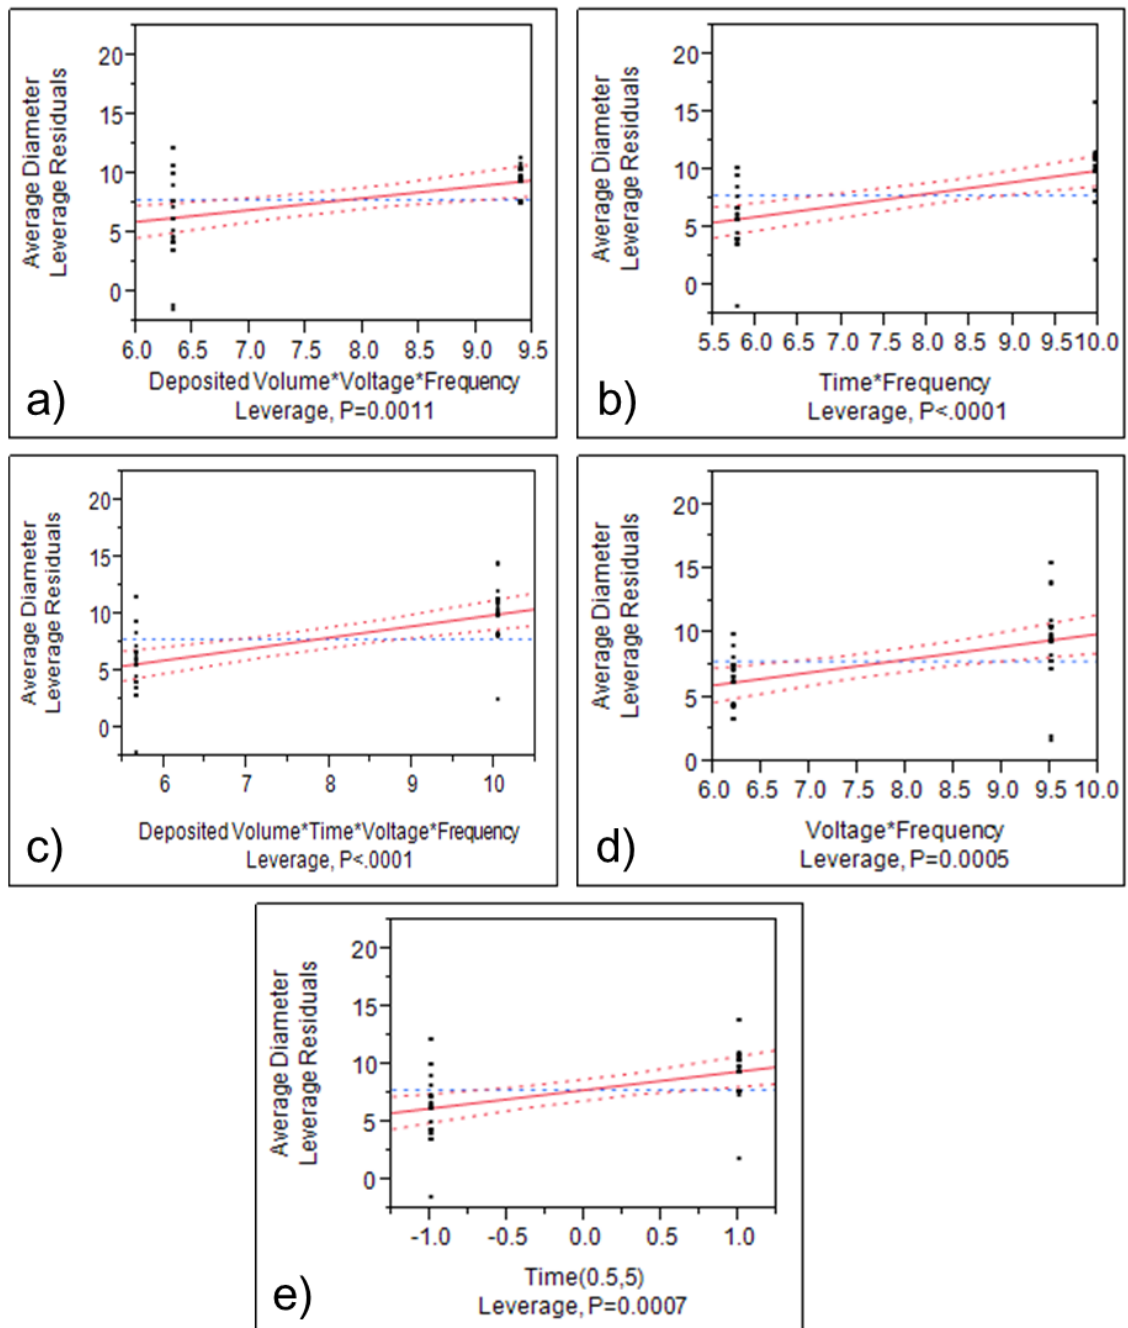 20
15
10
5
0
Average Diameter
Leverage Residuals
6.0 6.5 7.0 7.5 8.0 8.5 9.0 9.5
Deposited Volume*Voltage*Frequency
Leverage, P=0.0011
a)
20
15
10
5
0
Average Diameter
Leverage Residuals
5.5 6.0 6.5 7.0 7.5 8.0 8.5 9.0 9.5 10.0
Time*Frequency
Leverage, P<.0001
b)
20
15
10
5
0
Average Diameter
Leverage Residuals
6 7 8 9 10
Deposited Volume*Time*Voltage*Frequency
Leverage, P<.0001
c)
20
15
10
5
0
Average Diameter
Leverage Residuals
6.0 6.5 7.0 7.5 8.0 8.5 9.0 9.5 10.0
Voltage*Frequency
Leverage, P=0.0005
d)
20
15
10
5
0
Average Diameter
Leverage Residuals
-1.0 -0.5 0.0 0.5 1.0
Time(0.5,5)
Leverage, P=0.0007
e)